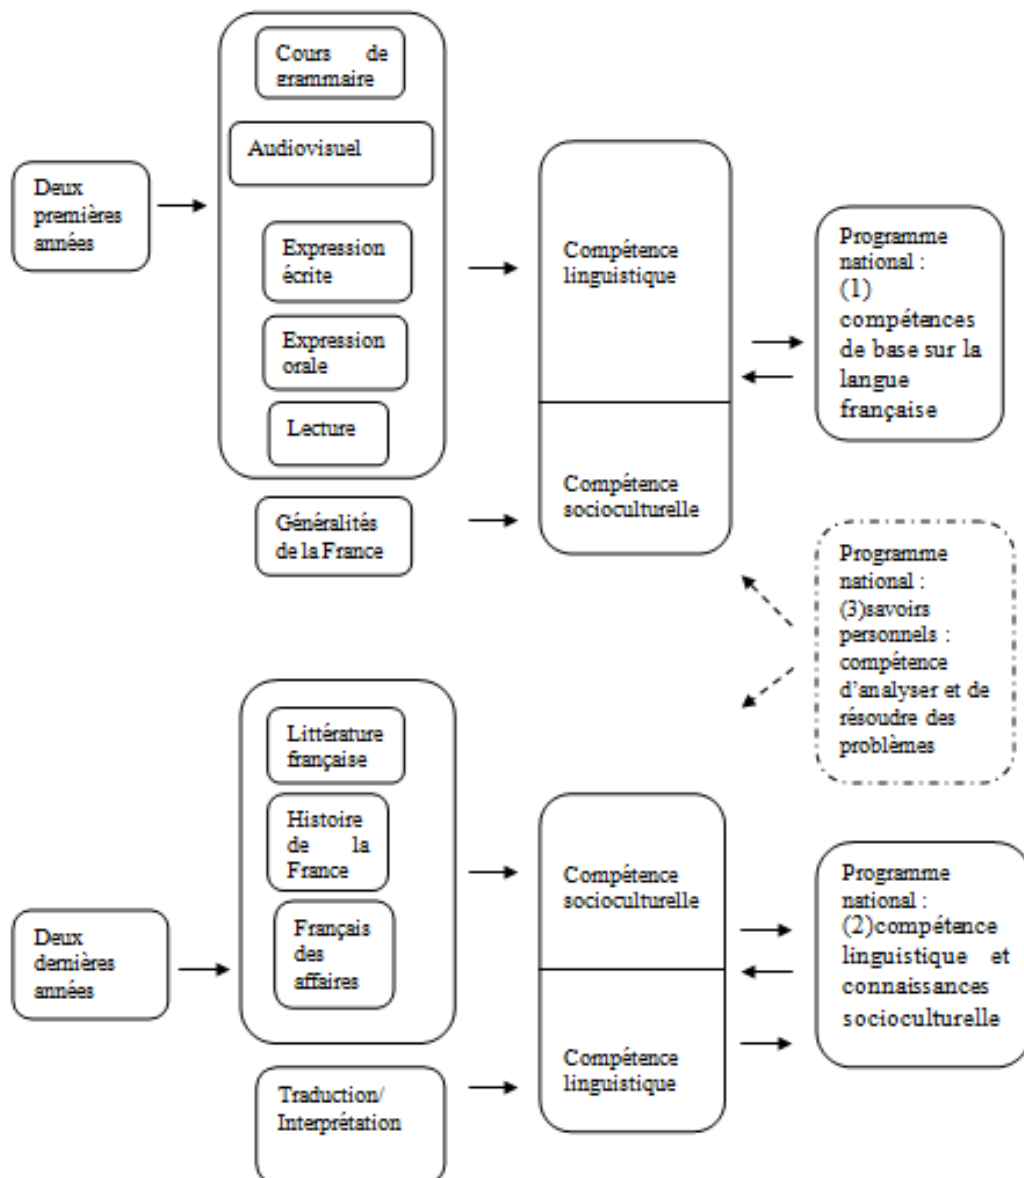 Cours de
grammaire
Audiovisuel
Deux
premières
années
Expression
écrite
Expression
orale
Lecture
Généralités
de la France
Compétence
linguistique
Compétence
socioculturelle
Programme
national :
(1)
compétences
de base sur la
langue
française
Programme
national :
(3)savoirs
personnels :
compétence
d'analyser et de
résoudre des
problèmes
Deux
dernières
années
Littérature
française
Histoire
de la
France
Français
des
affaires
Traduction/
Interprétation
Compétence
socioculturelle
Compétence
linguistique
Programme
national :
(2)compétence
linguistique et
connaissances
socioculturelle